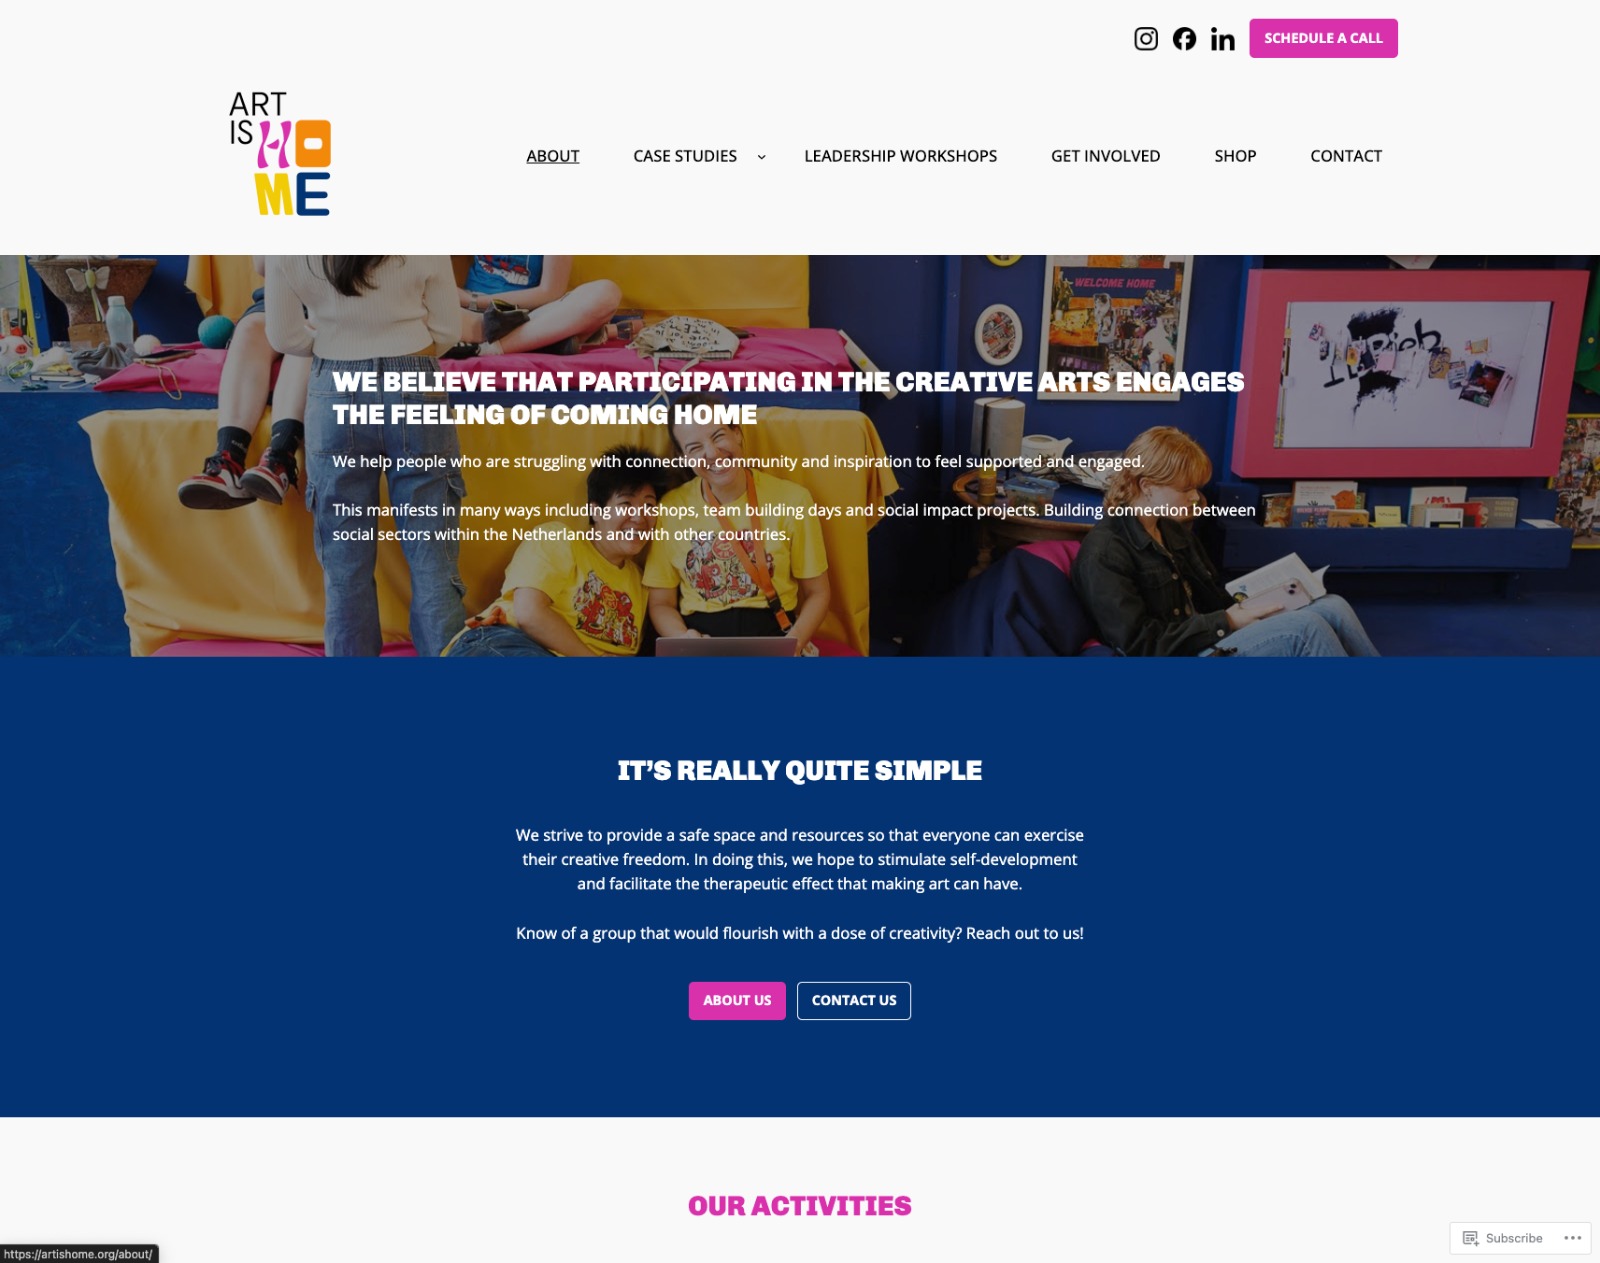 SCHEDULE A CALL
ART
IS HO
ME
ABOUT
CASE STUDIES
LEADERSHIP WORKSHOPS
GET INVOLVED
SHOP
CONTACT
WELCOME HOME
WE BELIEVE THAT PARTICIPATING IN THE CREATIVE ARTS ENGAGES
THE FEELING OF COMING HOME
We help people who are struggling with connection, community and inspiration to feel supported and engaged.
This manifests in many ways including workshops, team building days and social impact projects. Building connection between
social sectors within the Netherlands and with other countries.
IT’S REALLY QUITE SIMPLE
We strive to provide a safe space and resources so that everyone can exercise
their creative freedom. In doing this, we hope to stimulate self-development
and facilitate the therapeutic effect that making art can have.
Know of a group that would flourish with a dose of creativity? Reach out to us!
ABOUT US
CONTACT US
OUR ACTIVITIES
Subscribe
https://artishome.org/about/